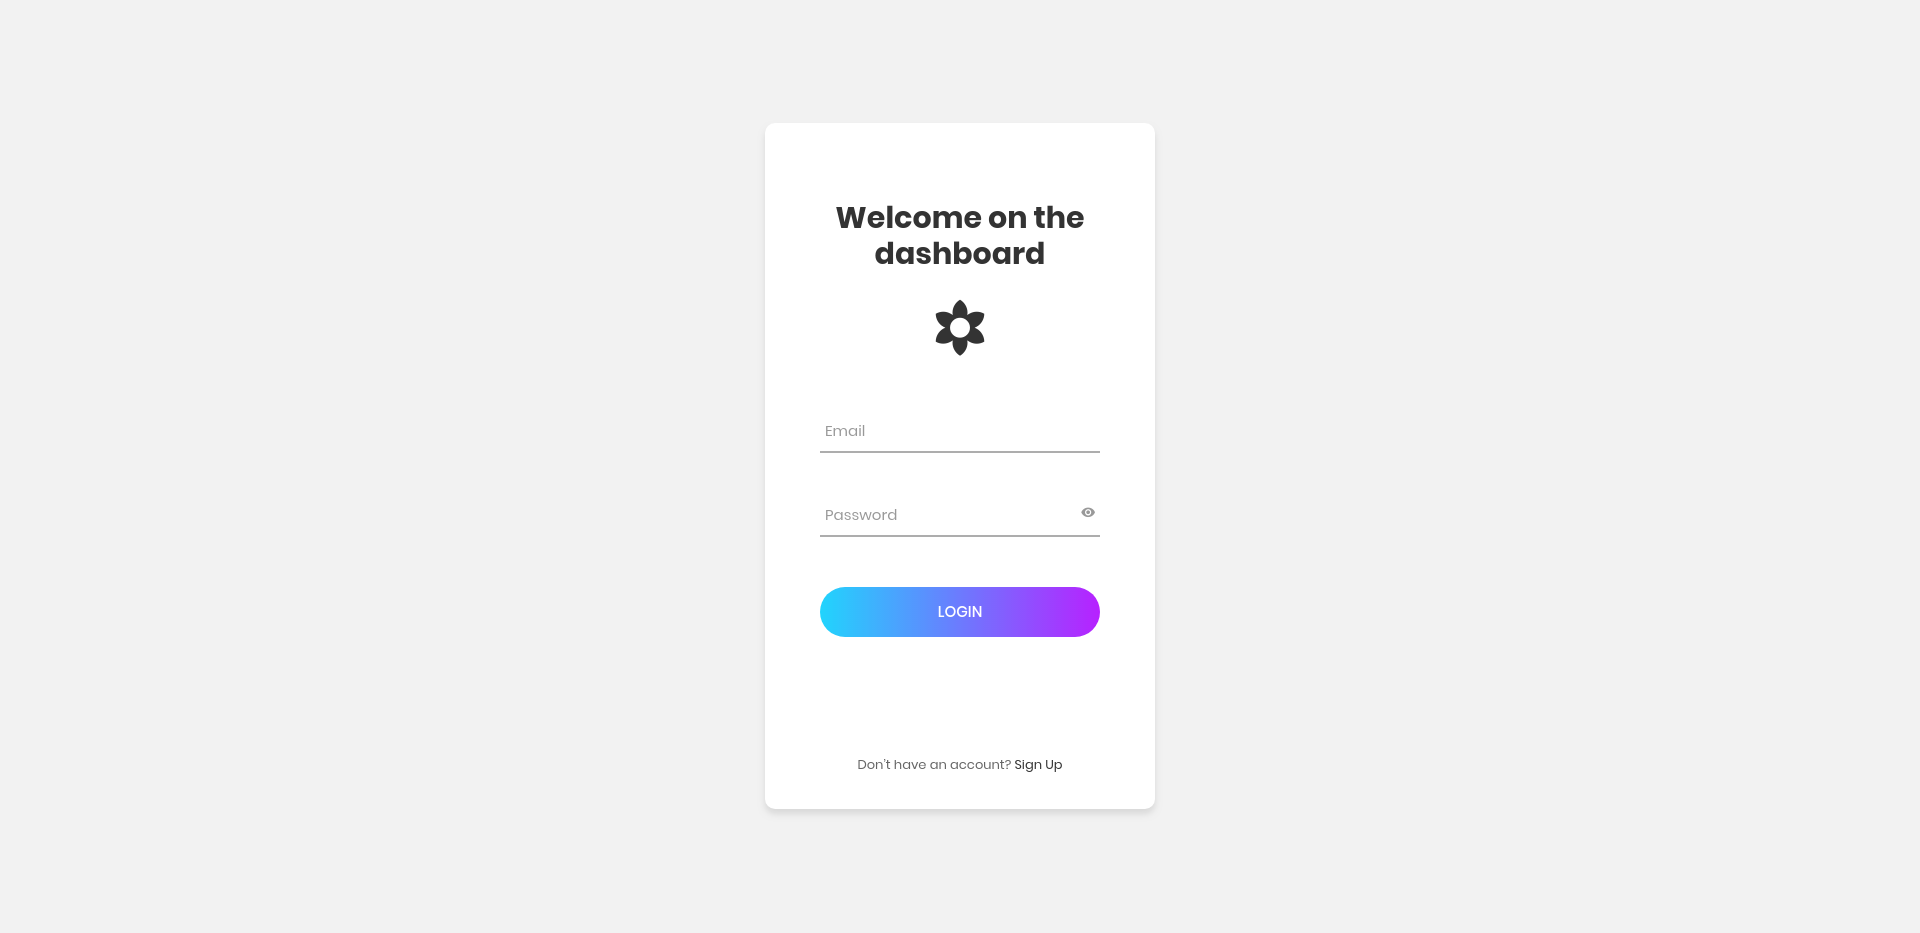 Welcome on the
dashboard
Email
Password
LOGIN
Don't have an account? Sign Up